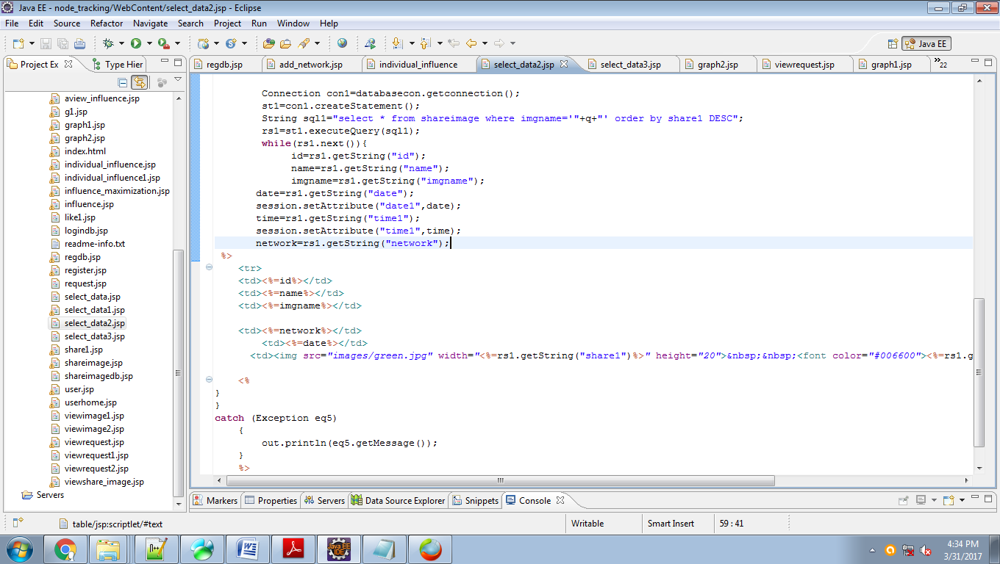 Java EE - node_tracking/WebContent/select_data2.jsp - Eclipse
File Edit Source Refactor Navigate Search Project Run Window Help
Java EE
Project Ex Type Hier
regdb.jsp add_network.jsp individual_influence select_data2.jsp select_data3.jsp graph2.jsp viewrequest.jsp graph1.jsp »22
aview_influence.jsp
g1.jsp
graph1.jsp
graph2.jsp
index.html
individual_influence.jsp
individual_influence1.jsp
influence_maximization.jsp
influence.jsp
like1.jsp
logindb.jsp
readme-info.txt
regdb.jsp
register.jsp
request.jsp
select_data.jsp
select_data1.jsp
select_data2.jsp
select_data3.jsp
share1.jsp
shareimage.jsp
shareimagedb.jsp
user.jsp
userhome.jsp
viewimage1.jsp
viewimage2.jsp
viewrequest.jsp
viewrequest1.jsp
viewrequest2.jsp
viewshare_image.jsp
Servers
Connection con1=databasecon.getconnection();
st1=con1.createStatement();
String sql1="select * from shareimage where imgname='"+q+"' order by share1 DESC";
rs1=st1.executeQuery(sql1);
while(rs1.next()){
id=rs1.getString("id");
name=rs1.getString("name");
imgname=rs1.getString("imgname");
date=rs1.getString("date");
session.setAttribute("date1",date);
time=rs1.getString("time1");
session.setAttribute("time1",time);
network=rs1.getString("network");
%>
<tr>
<td><%=id%></td>
<td><%=name%></td>
<td><%=imgname%></td>
<td><%=network%></td>
<td><%=date%></td>
<td><img src="images/green.jpg" width="<%=rs1.getString("share1")%>" height="20">&nbsp;&nbsp;<font color="#006600"><%=rs1.g
<%
}
}
catch (Exception eq5)
{
out.println(eq5.getMessage());
}
%>
Markers Properties Servers Data Source Explorer Snippets Console
table/jsp:scriptlet/#text Writable Smart Insert 59 : 41
4:34 PM
3/31/2017